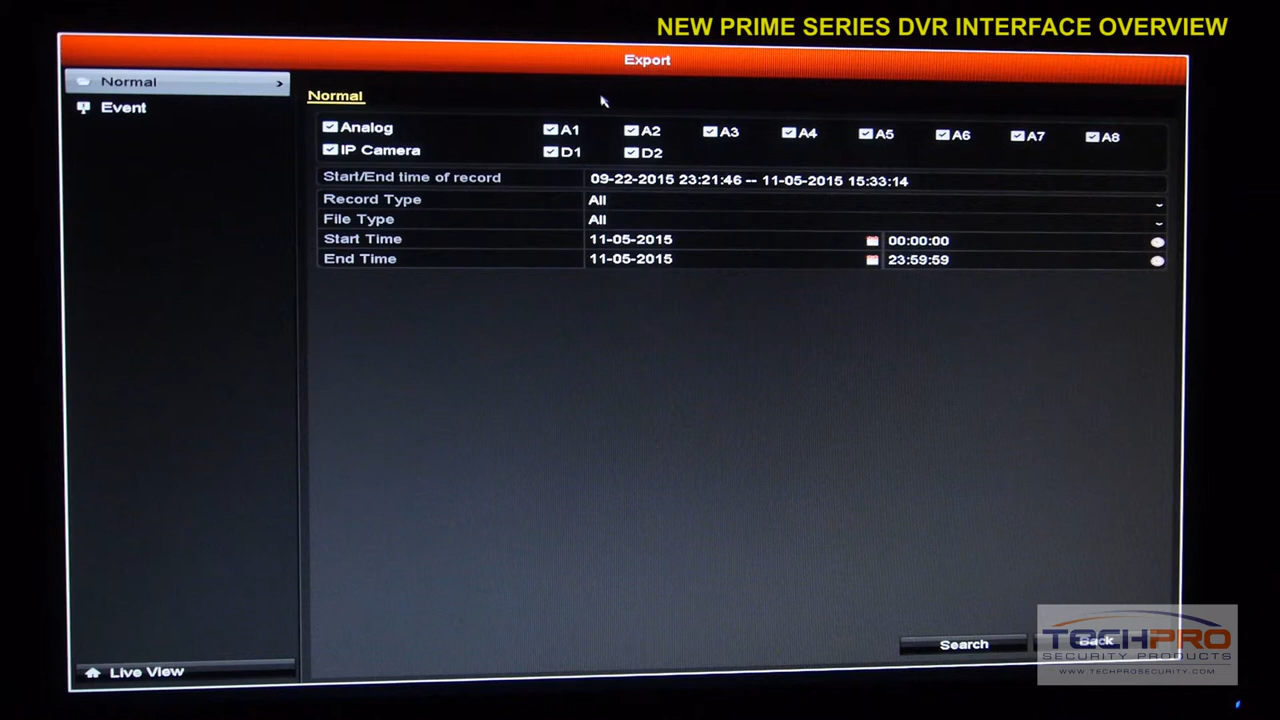 NEW PRIME SERIES DVR INTERFACE OVERVIEW
Export
Normal
Event
Normal
Analog A1 A2 A3 A4 A5 A6 A7 A8
IP Camera D1 D2
Start/End time of record 09-22-2015 23:21:46 -- 11-05-2015 15:33:14
Record Type All
File Type All
Start Time 11-05-2015 00:00:00
End Time 11-05-2015 23:59:59
Search Back
Live View
TECHPRO
SECURITY PRODUCTS
WWW.TECHPROSECURITY.COM